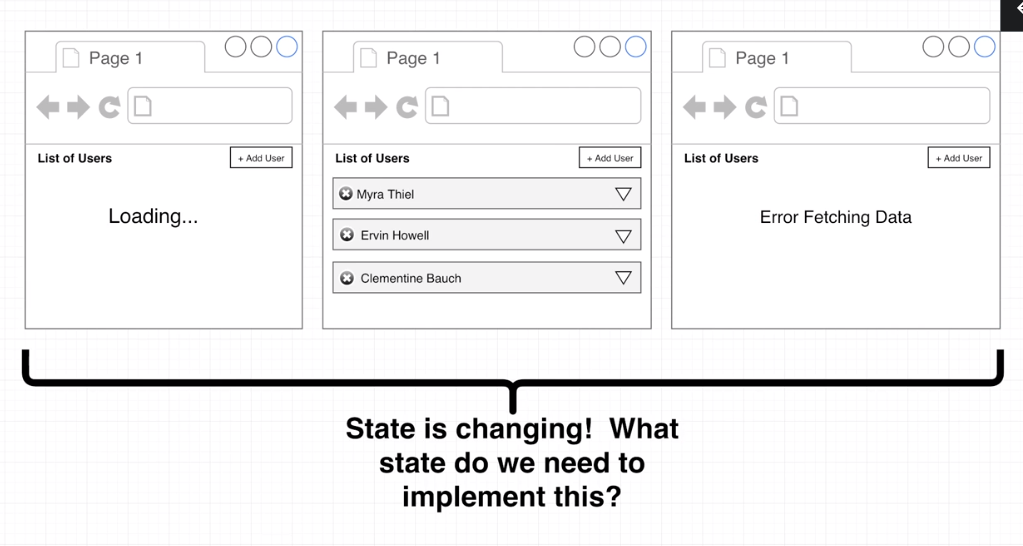 Page 1
List of Users
+ Add User
Loading...
Page 1
List of Users
+ Add User
Myra Thiel
Ervin Howell
Clementine Bauch
Page 1
List of Users
+ Add User
Error Fetching Data
State is changing!  What
state do we need to
implement this?